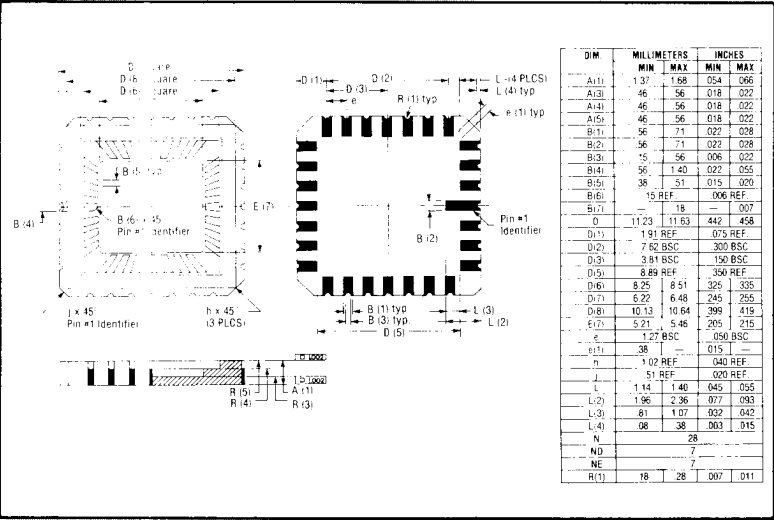 D (1)
D (2)
L - (4 PLCS)
L (4) typ
D (6
uare
D (3)
e
R (1) typ
e (1) typ
B (4)
B (6) x 45
Pin #1 Identifier
E (7)
B (2)
Pin #1
Identifier
j x 45°
Pin #1 Identifier
h x 45°
(3 PLCS)
B (1) typ
B (3) typ
D (5)
L (3)
L (2)
R (5)
R (4)
A (1)
R (3)
DIM. MILLIMETERS INCHES
MIN MAX MIN MAX
A(1) 1.37 1.68 .054 .066
A(3) .46 .56 .018 .022
A(4) .46 .56 .018 .022
A(5) .46 .56 .018 .022
B(1) .56 .71 .022 .028
B(2) .56 .71 .022 .028
B(3) .56 .006 .022
B(4) .56 1.40 .022 .055
B(5) .38 .51 .015 .020
B(6) .15 REF. .006 REF.
B(7) — .18 — .007
D 11.23 11.63 .442 .458
D(1) 1.91 REF .075 REF.
D(2) 7.62 BSC .300 BSC
D(3) 3.81 BSC .150 BSC
D(5) 8.89 REF .350 REF
D(6) 8.25 8.51 .325 .335
D(7) 6.22 6.48 .245 .255
D(8) 10.13 10.64 .399 .419
E(7) 5.21 5.46 .205 .215
e 1.27 BSC .050 BSC
e(1) .38 — .015 —
h 1.02 REF .040 REF.
j .51 REF .020 REF.
L 1.14 1.40 .045 .055
L(2) 1.96 2.36 .077 .093
L(3) .81 1.07 .032 .042
L(4) .08 .38 .003 .015
N 28
ND 7
NE 7
R(1) .18 .28 .007 .011